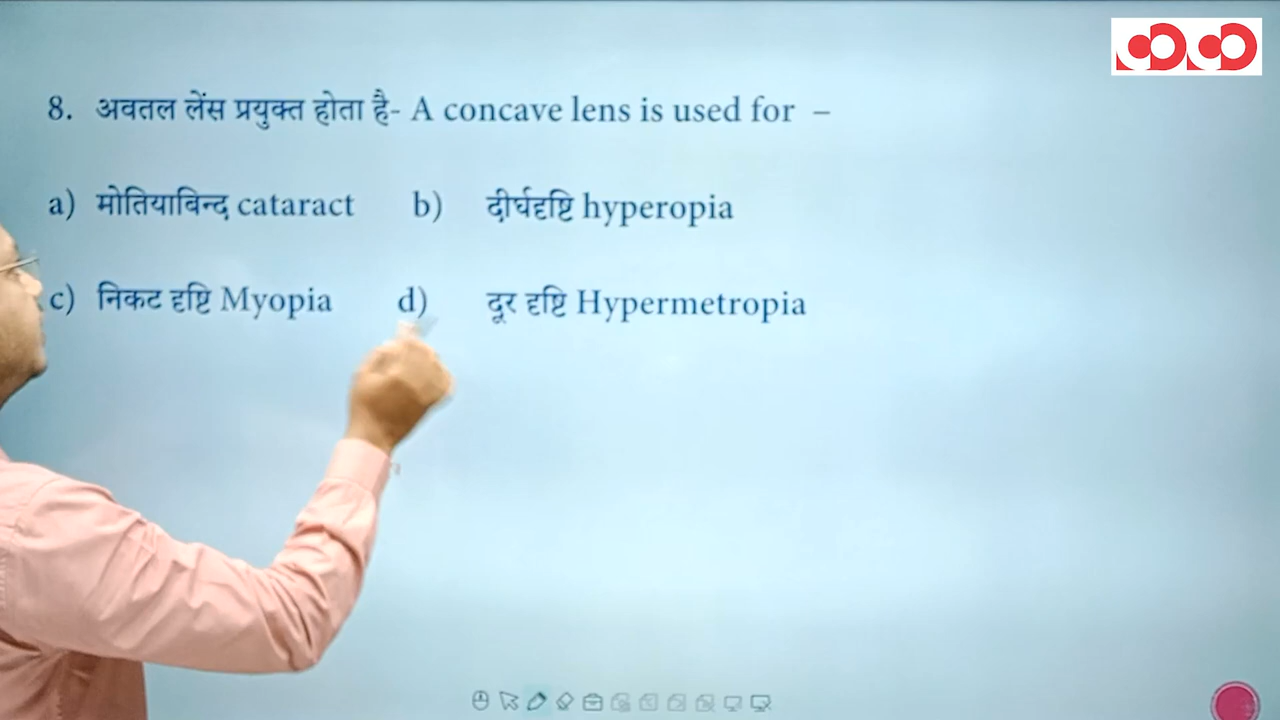 8. अवतल लेंस प्रयुक्त होता है- A concave lens is used for –
a) मोतियाबिन्द cataract b) दीर्घदृष्टि hyperopia
c) निकट दृष्टि Myopia d) दूर दृष्टि Hypermetropia